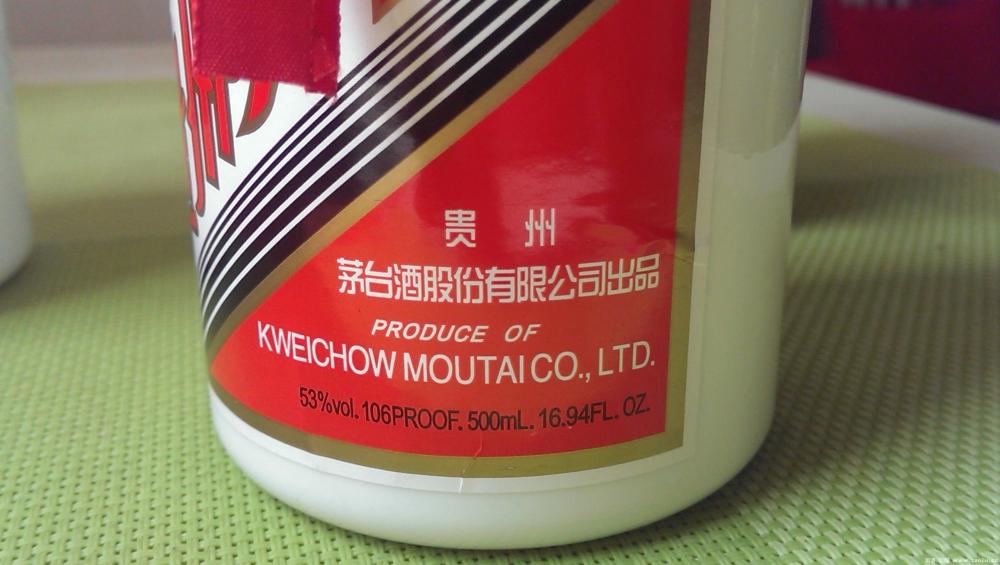 贵州
茅台酒股份有限公司出品
PRODUCE OF
KWEICHOW MOUTAI CO., LTD.
53%vol. 106PROOF. 500mL. 16.94FL. OZ.